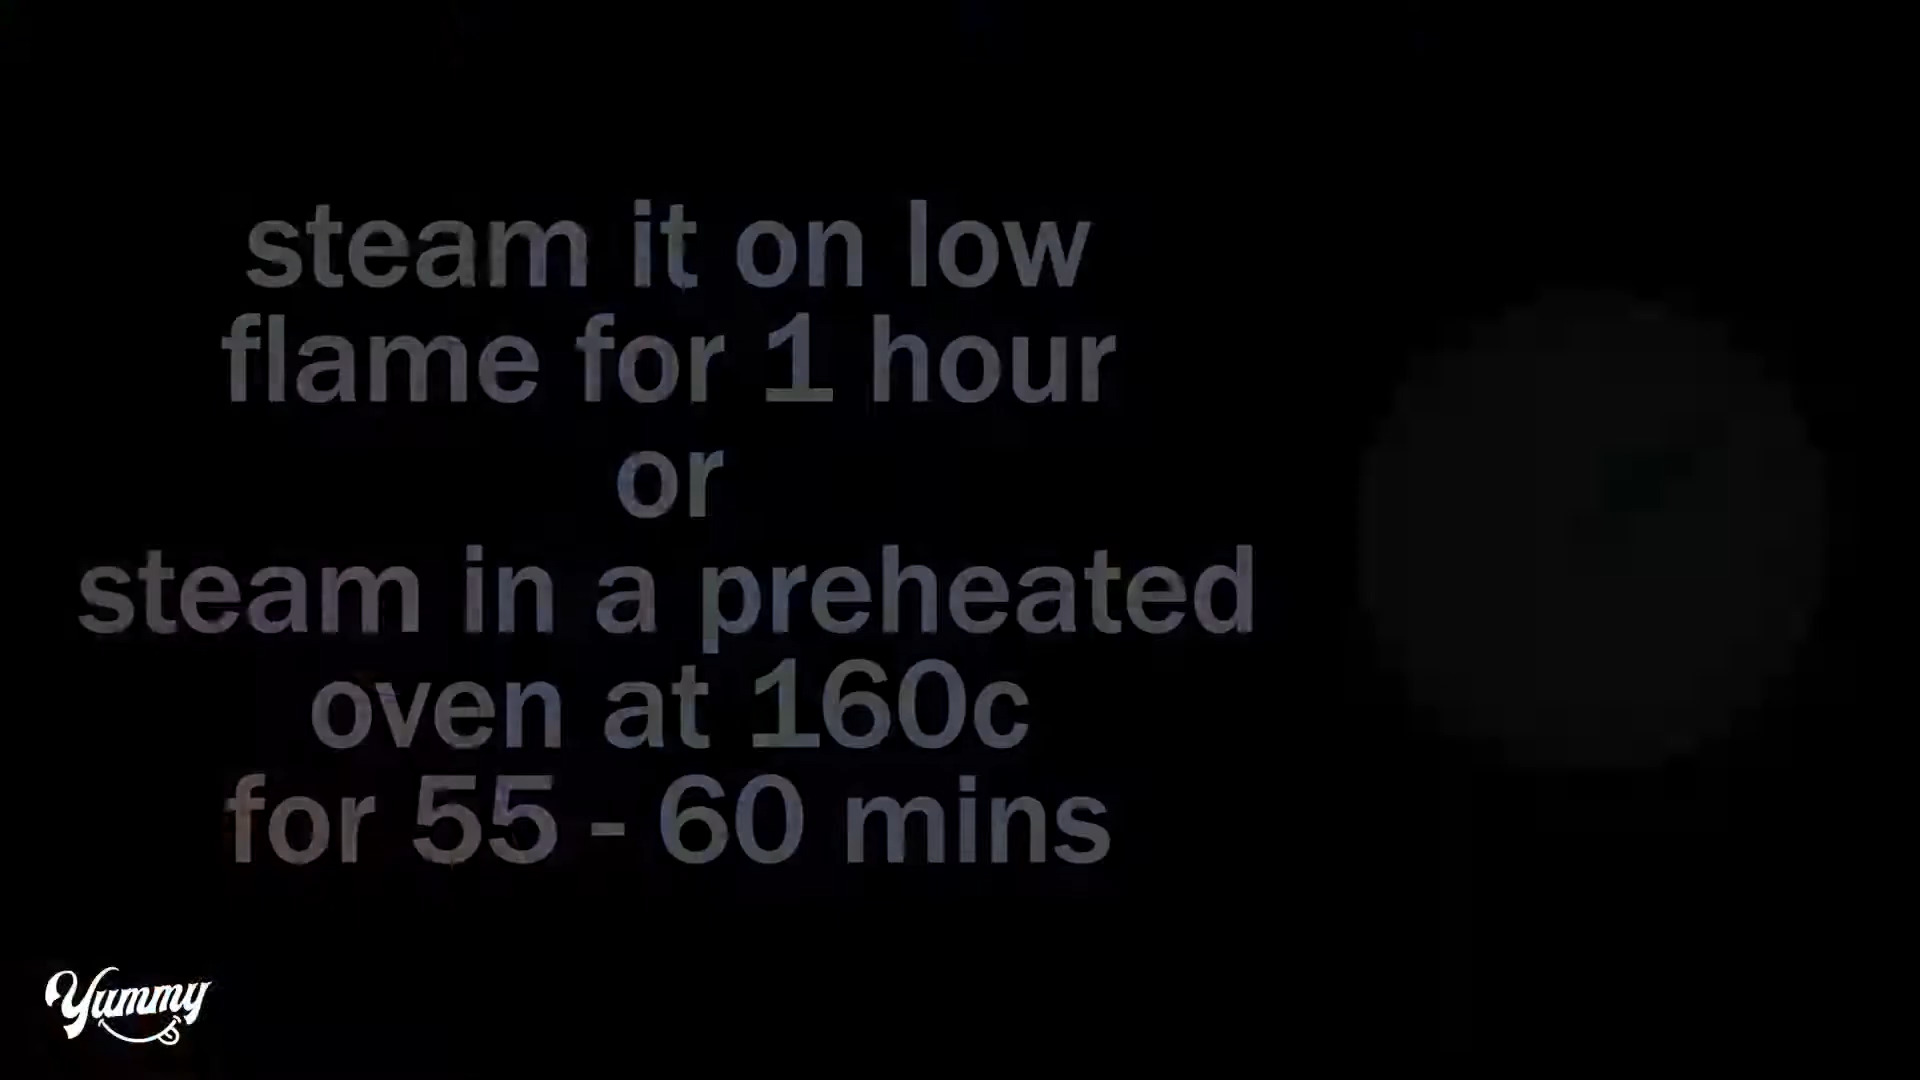 steam it on low
flame for 1 hour
or
steam in a preheated
oven at 160c
for 55 - 60 mins
Yummy